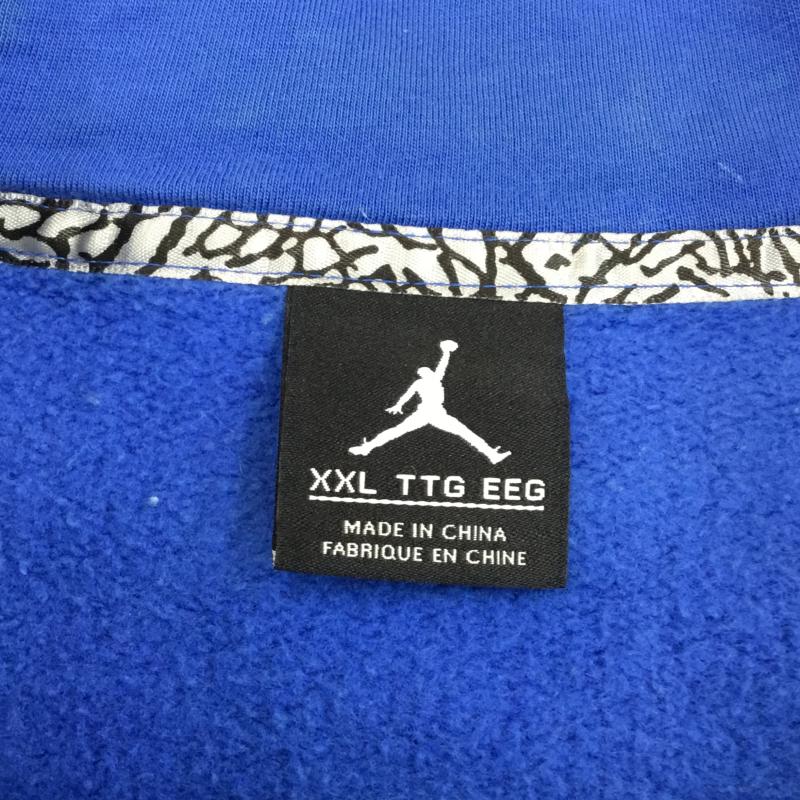 XXL TTG EEG
MADE IN CHINA
FABRIQUE EN CHINE